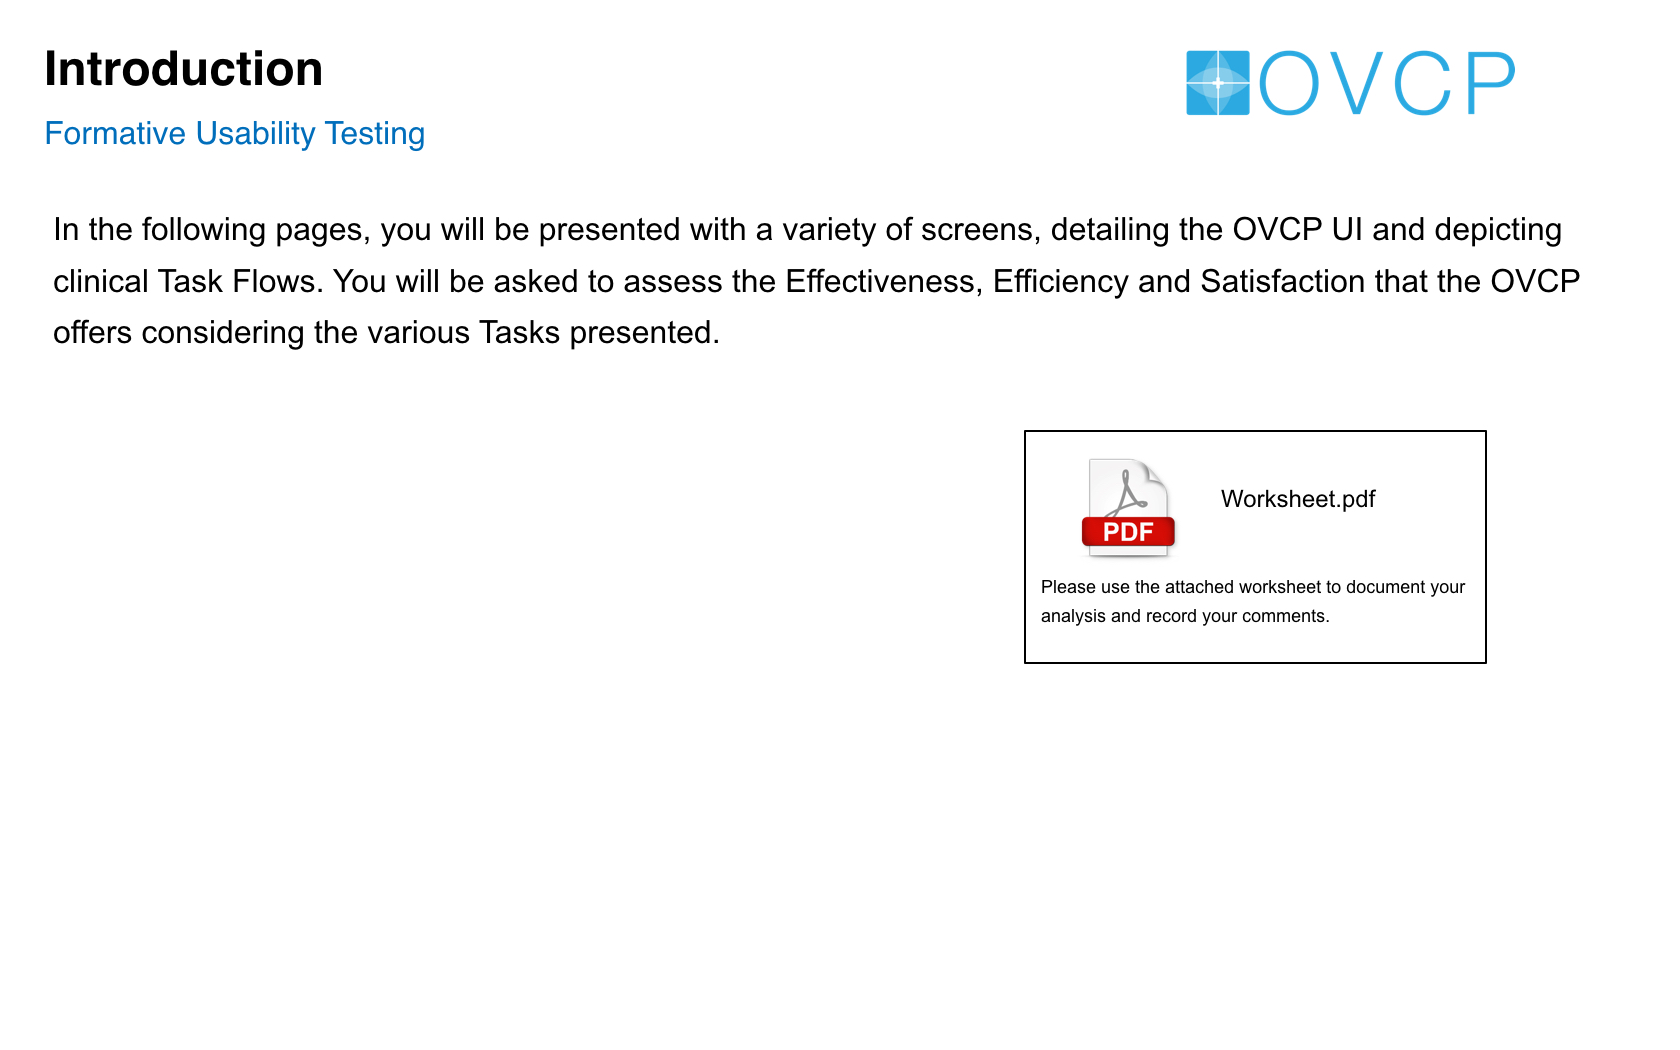 Introduction
OVCP
Formative Usability Testing
In the following pages, you will be presented with a variety of screens, detailing the OVCP UI and depicting
clinical Task Flows. You will be asked to assess the Effectiveness, Efficiency and Satisfaction that the OVCP
offers considering the various Tasks presented.
Worksheet.pdf
PDF
Please use the attached worksheet to document your
analysis and record your comments.